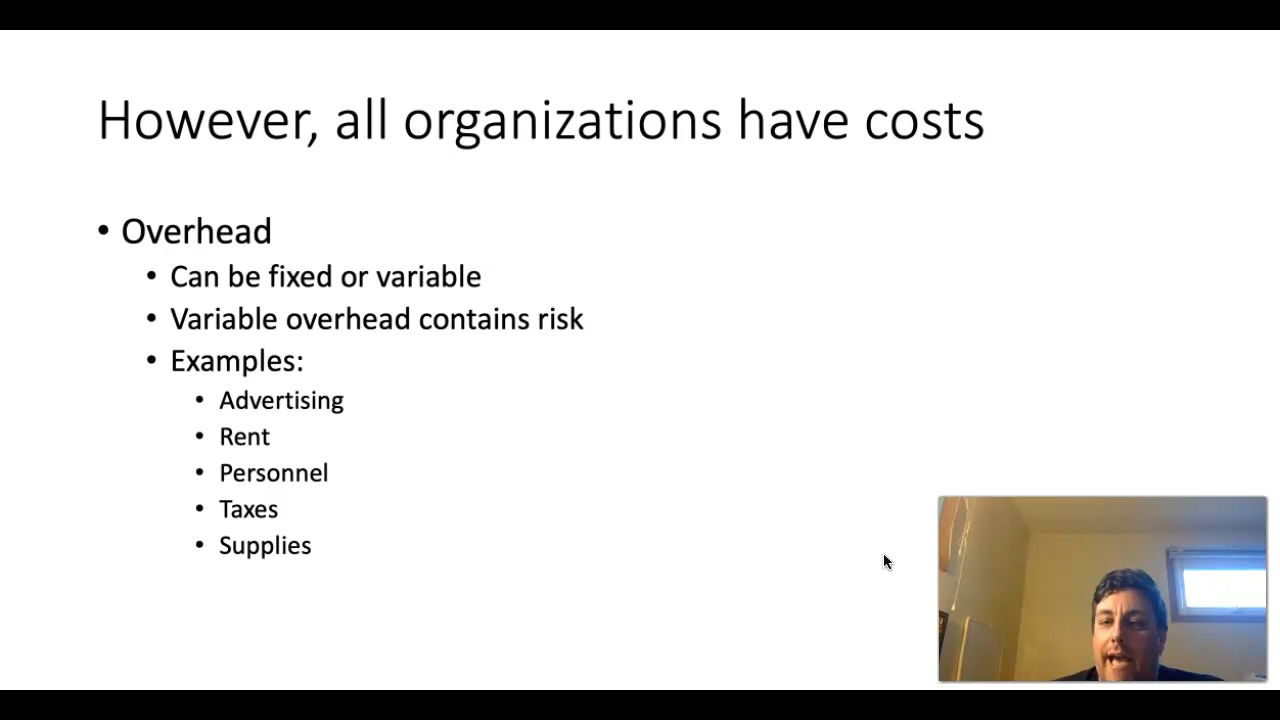 However, all organizations have costs
• Overhead
• Can be fixed or variable
• Variable overhead contains risk
• Examples:
• Advertising
• Rent
• Personnel
• Taxes
• Supplies